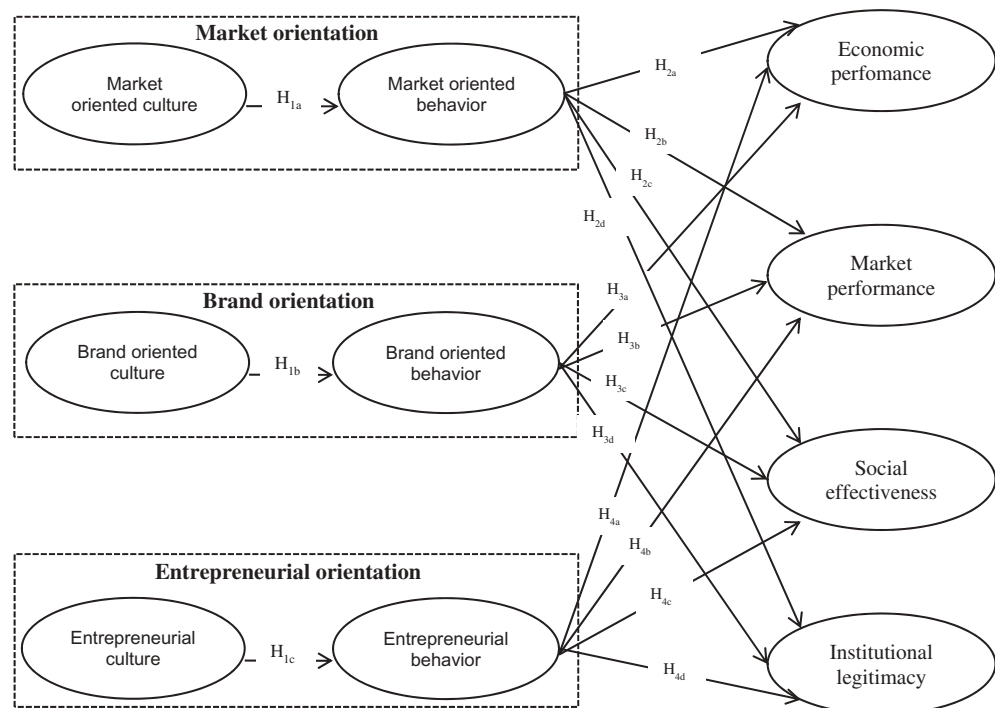 Market orientation
Market
oriented culture
H1a
Market oriented
behavior
Brand orientation
Brand oriented
culture
H1b
Brand oriented
behavior
Entrepreneurial orientation
Entrepreneurial
culture
H1c
Entrepreneurial
behavior
H2a
H2b
H2c
H2d
H3a
H3b
H3c
H3d
H4a
H4b
H4c
H4d
Economic
perfomance
Market
performance
Social
effectiveness
Institutional
legitimacy